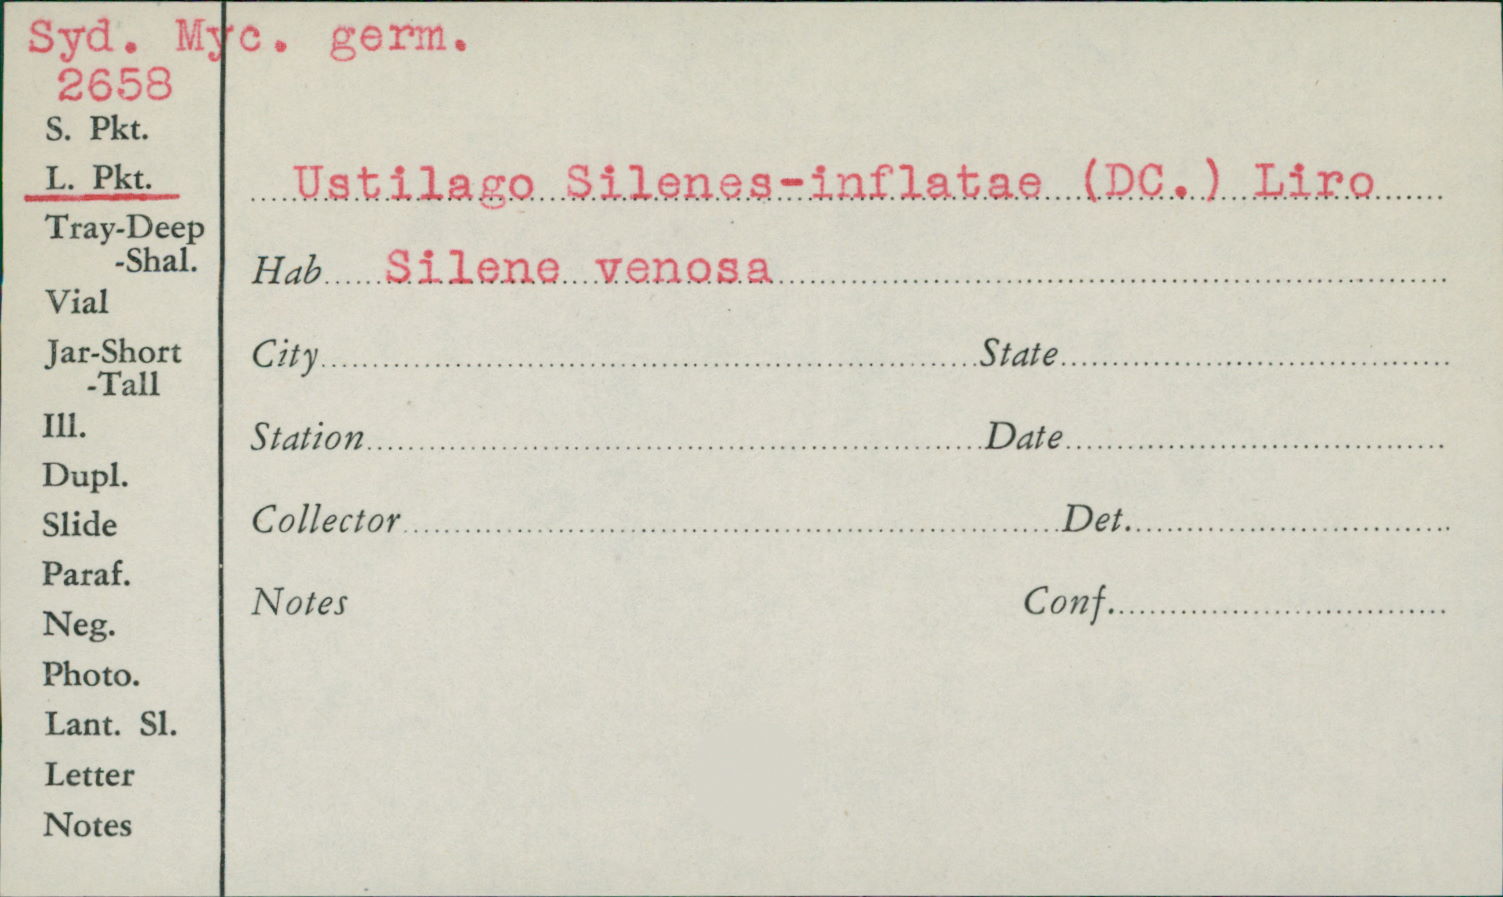 Syd. Myc. germ.
2658
S. Pkt.
L. Pkt.
Tray-Deep
-Shal.
Vial
Jar-Short
-Tall
Ill.
Dupl.
Slide
Paraf.
Neg.
Photo.
Lant. Sl.
Letter
Notes
Ustilago Silenes-inflatae (DC.) Liro
Hab Silene venosa
City State
Station Date
Collector Det.
Notes Conf.